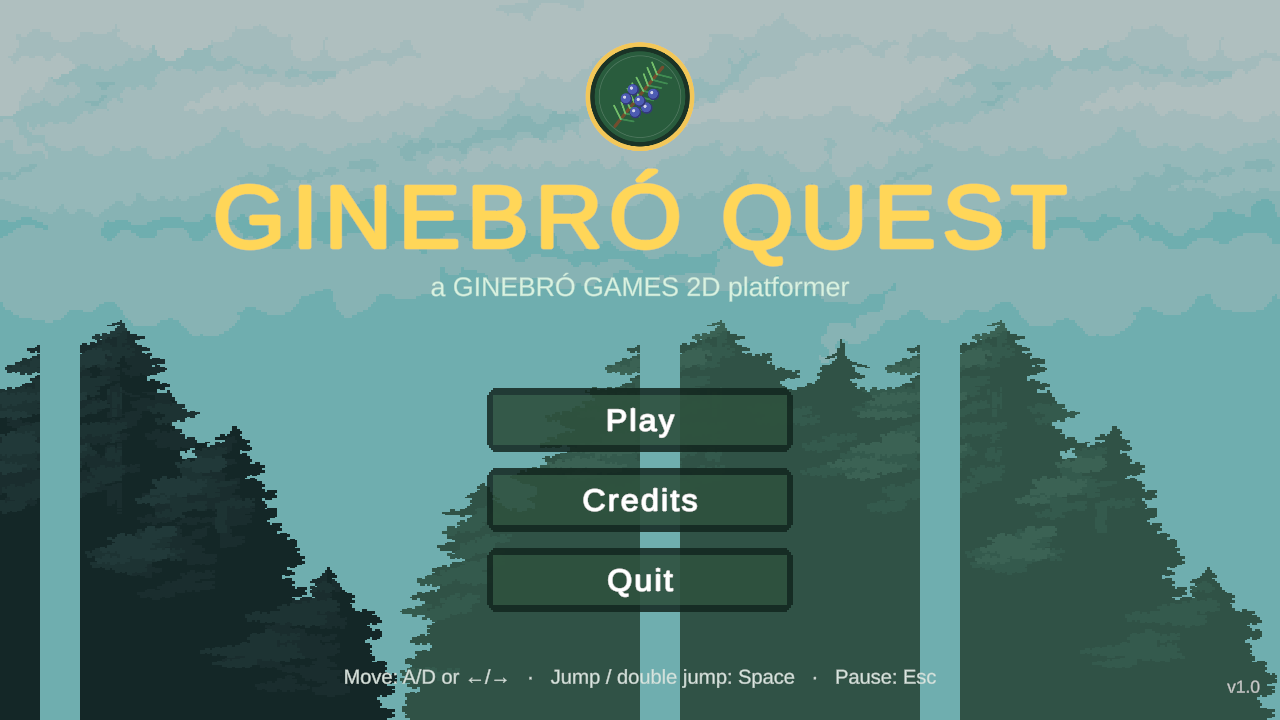 GINEBRÓ QUEST
a GINEBRÓ GAMES 2D platformer
Play
Credits
Quit
Move: A/D or ←/→ · Jump / double jump: Space · Pause: Esc
v1.0